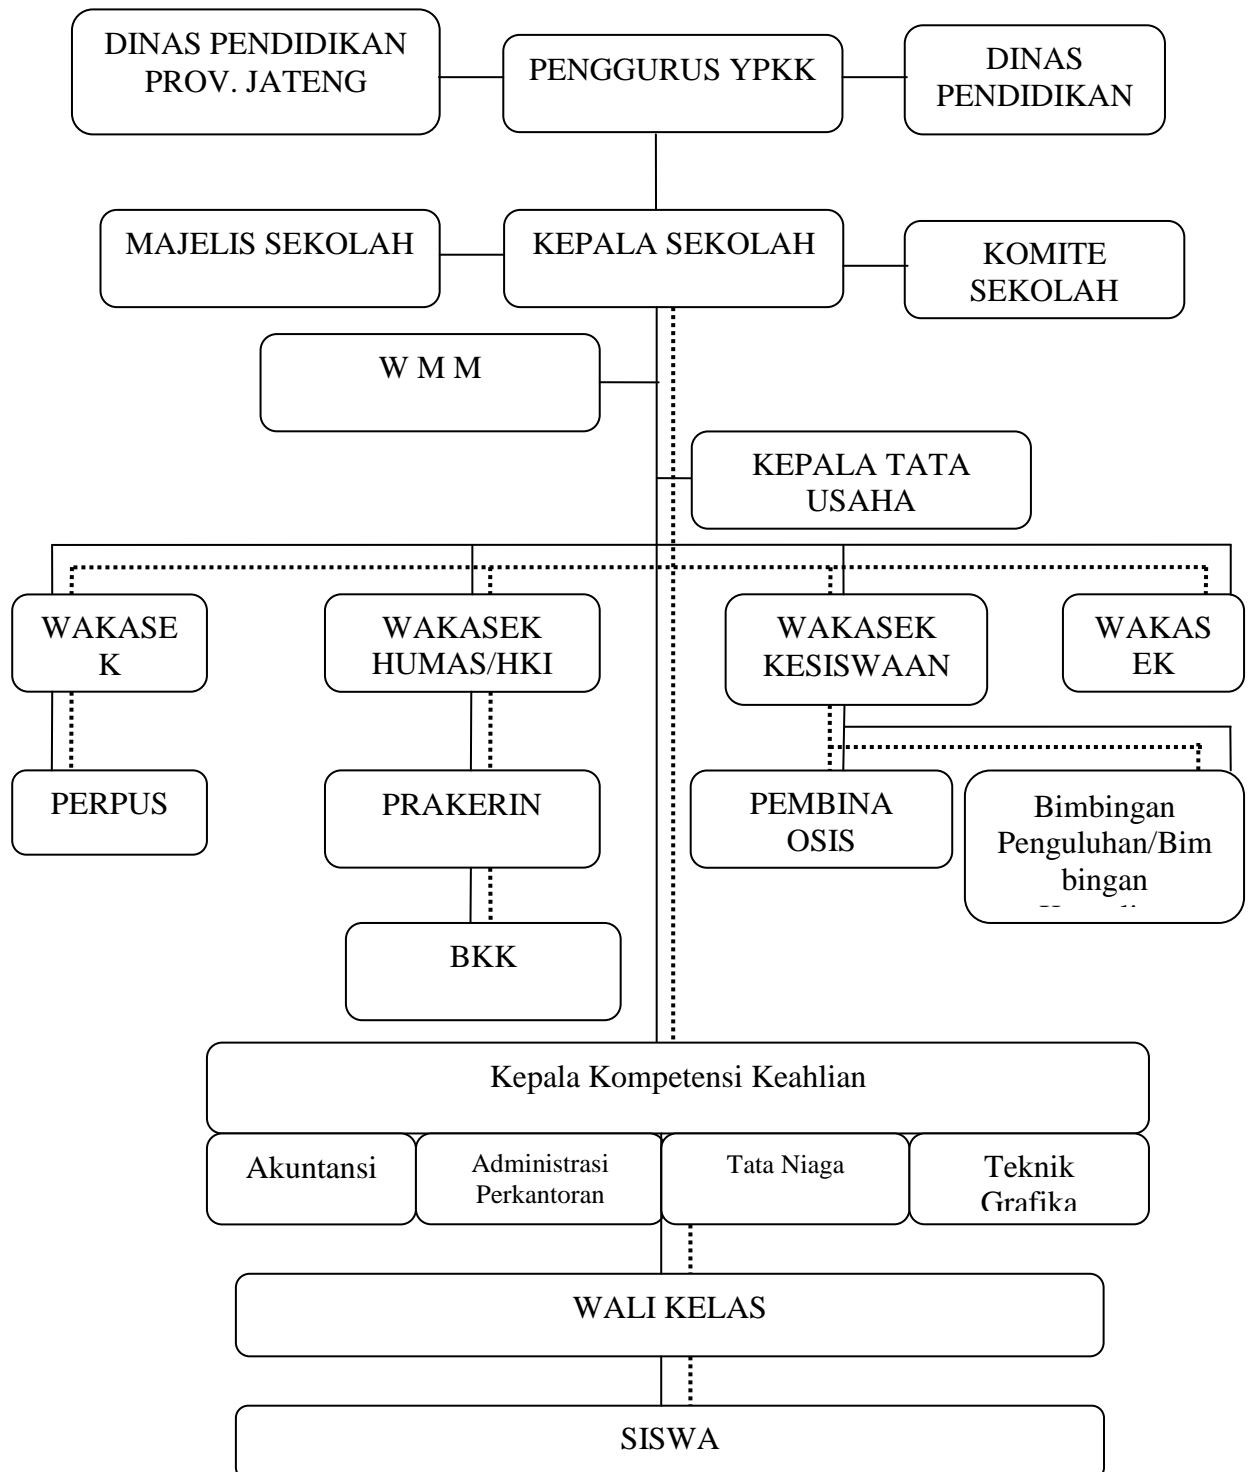 DINAS PENDIDIKAN
PROV. JATENG
PENGGURUS YPKK
DINAS
PENDIDIKAN
MAJELIS SEKOLAH
KEPALA SEKOLAH
KOMITE
SEKOLAH
W M M
KEPALA TATA
USAHA
WAKASE
K
WAKASEK
HUMAS/HKI
WAKASEK
KESISWAAN
WAKAS
EK
PERPUS
PRAKERIN
PEMBINA
OSIS
Bimbingan
Penguluhan/Bim
bingan
BKK
Kepala Kompetensi Keahlian
Akuntansi
Administrasi
Perkantoran
Tata Niaga
Teknik
Grafika
WALI KELAS
SISWA